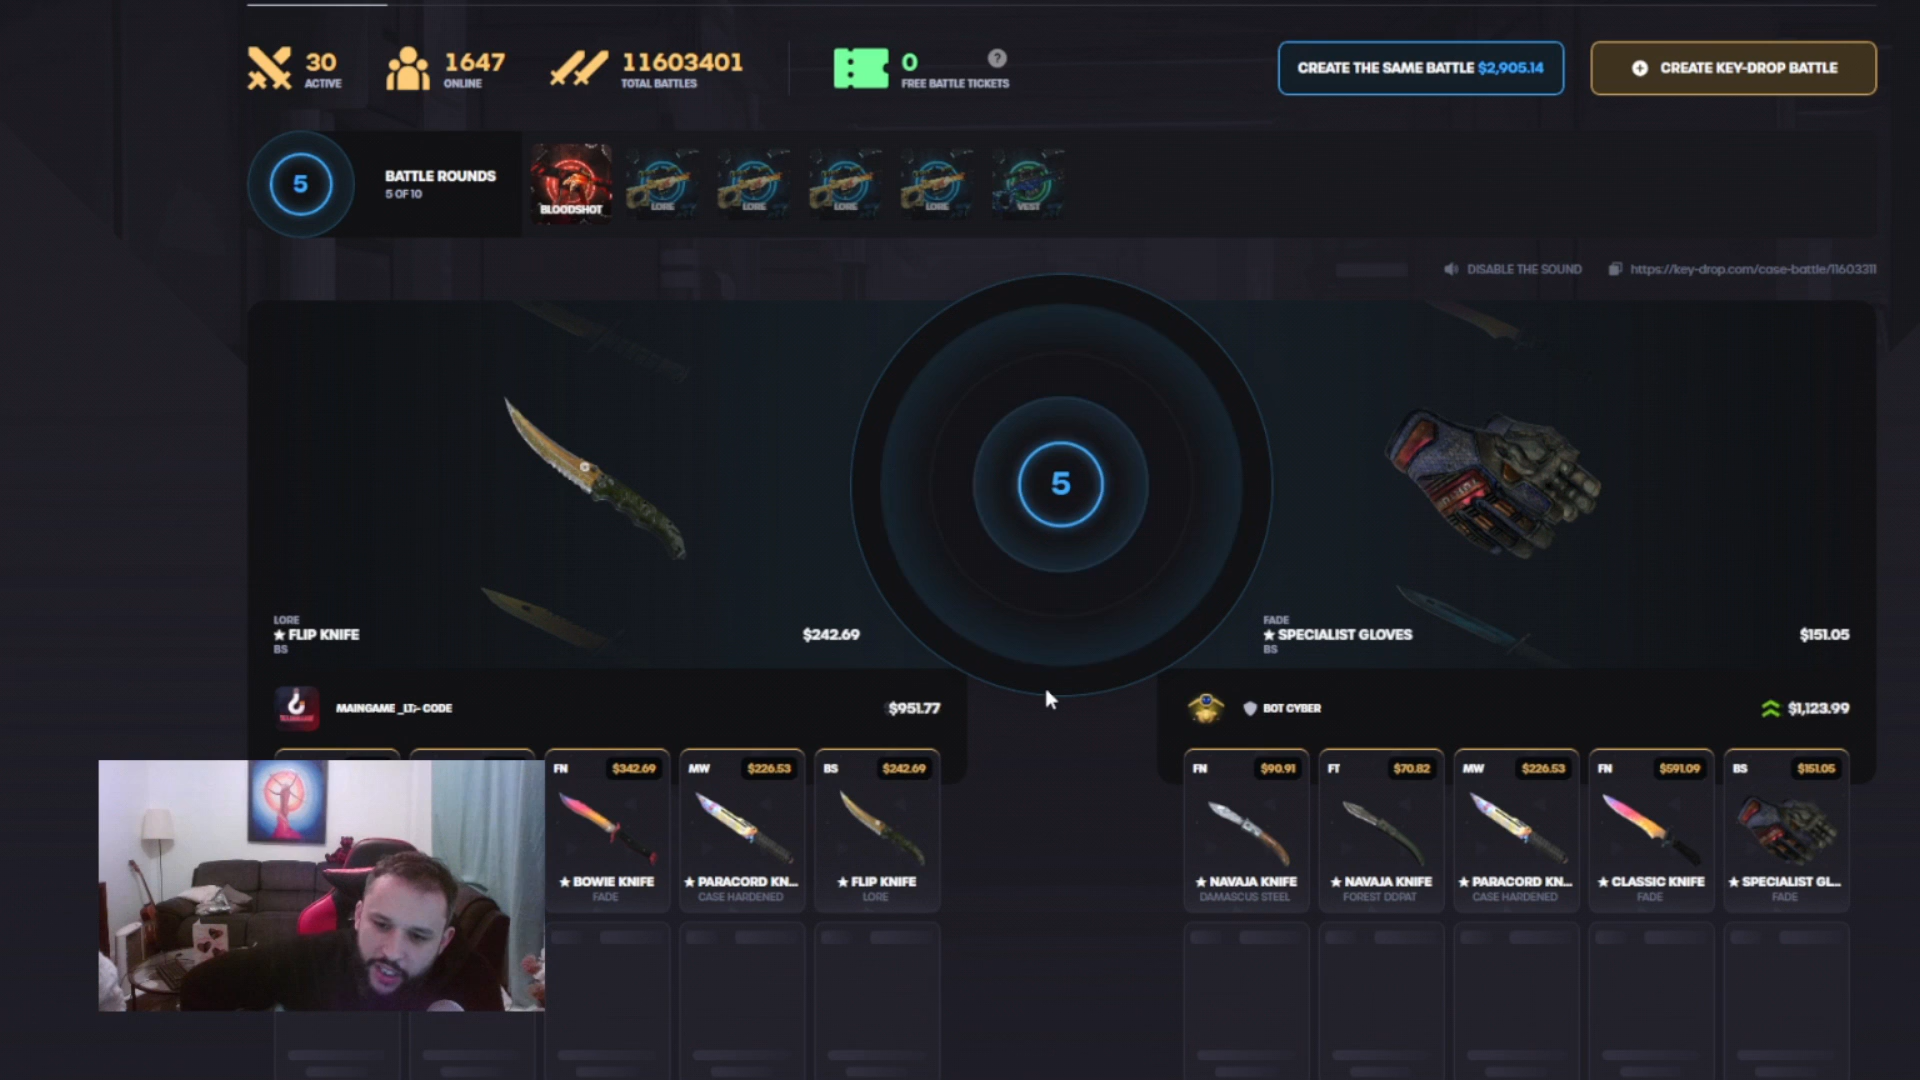 30
ACTIVE
1647
ONLINE
11603401
TOTAL BATTLES
0
?
FREE BATTLE TICKETS
CREATE THE SAME BATTLE $2,905.14
CREATE KEY-DROP BATTLE
5
BATTLE ROUNDS
5 OF 10
BLOODSHOT
LORE
LORE
LORE
LORE
VEST
DISABLE THE SOUND
https://key-drop.com/case-battle/11603311
5
LORE
★ FLIP KNIFE
BS
$242.69
FADE
★ SPECIALIST GLOVES
BS
$151.05
MAINGAME_LT;- CODE
$951.77
BOT CYBER
$1,123.99
FN $342.69
★ BOWIE KNIFE
FADE
MW $226.53
★ PARACORD KN...
CASE HARDENED
BS $242.69
★ FLIP KNIFE
LORE
FN $90.91
★ NAVAJA KNIFE
DAMASCUS STEEL
FT $70.82
★ NAVAJA KNIFE
FOREST DDPAT
MW $226.53
★ PARACORD KN...
CASE HARDENED
FN $591.09
★ CLASSIC KNIFE
FADE
BS $151.05
★ SPECIALIST GL...
FADE